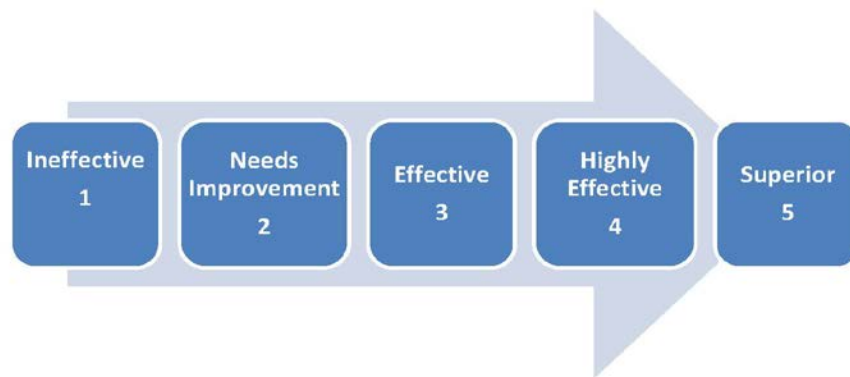 Ineffective
1
Needs
Improvement
2
Effective
3
Highly
Effective
4
Superior
5